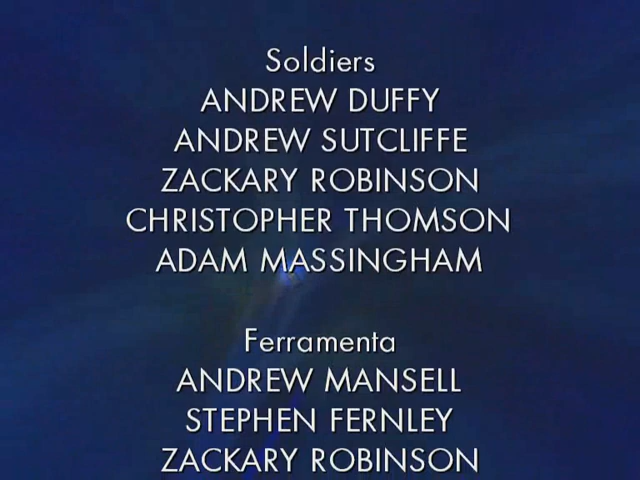 Soldiers
ANDREW DUFFY
ANDREW SUTCLIFFE
ZACKARY ROBINSON
CHRISTOPHER THOMSON
ADAM MASSINGHAM
Ferramenta
ANDREW MANSELL
STEPHEN FERNLEY
ZACKARY ROBINSON